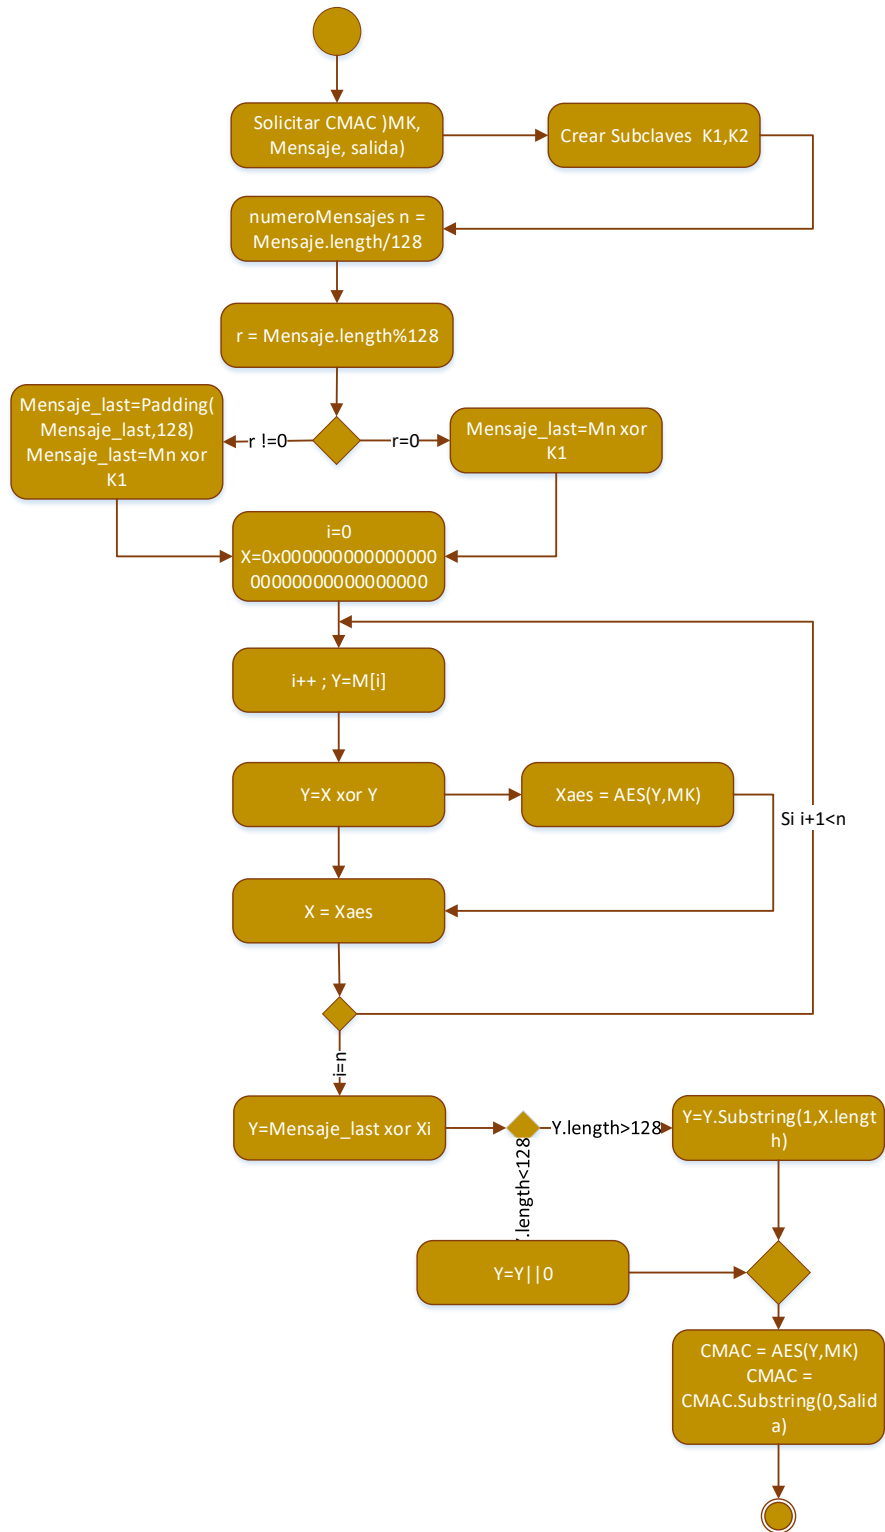 Solicitar CMAC )MK,
Mensaje, salida)
Crear Subclaves K1,K2
numeroMensajes n =
Mensaje.length/128
r = Mensaje.length%128
Mensaje_last=Padding(
Mensaje_last,128)
Mensaje_last=Mn xor
K1
r !=0
r=0
Mensaje_last=Mn xor
K1
i=0
X=0x000000000000000
00000000000000000
i++ ; Y=M[i]
Y=X xor Y
Xaes = AES(Y,MK)
Si i+1<n
X = Xaes
i=n
Y=Mensaje_last xor Xi
Y.length>128
Y=Y.Substring(1,X.lengt
h)
Y.length<128
Y=Y||0
CMAC = AES(Y,MK)
CMAC =
CMAC.Substring(0,Salid
a)